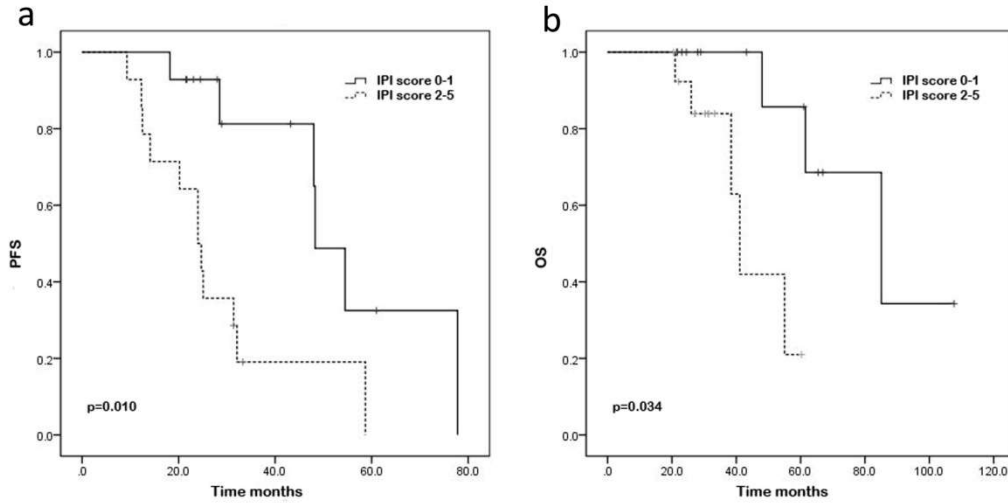 a
IPI score 0-1
IPI score 2-5
PFS
1.0
0.8
0.6
0.4
0.2
0.0
p=0.010
.0 20.0 40.0 60.0 80.0
Time months
b
IPI score 0-1
IPI score 2-5
OS
1.0
0.8
0.6
0.4
0.2
0.0
p=0.034
.0 20.0 40.0 60.0 80.0 100.0 120.0
Time months